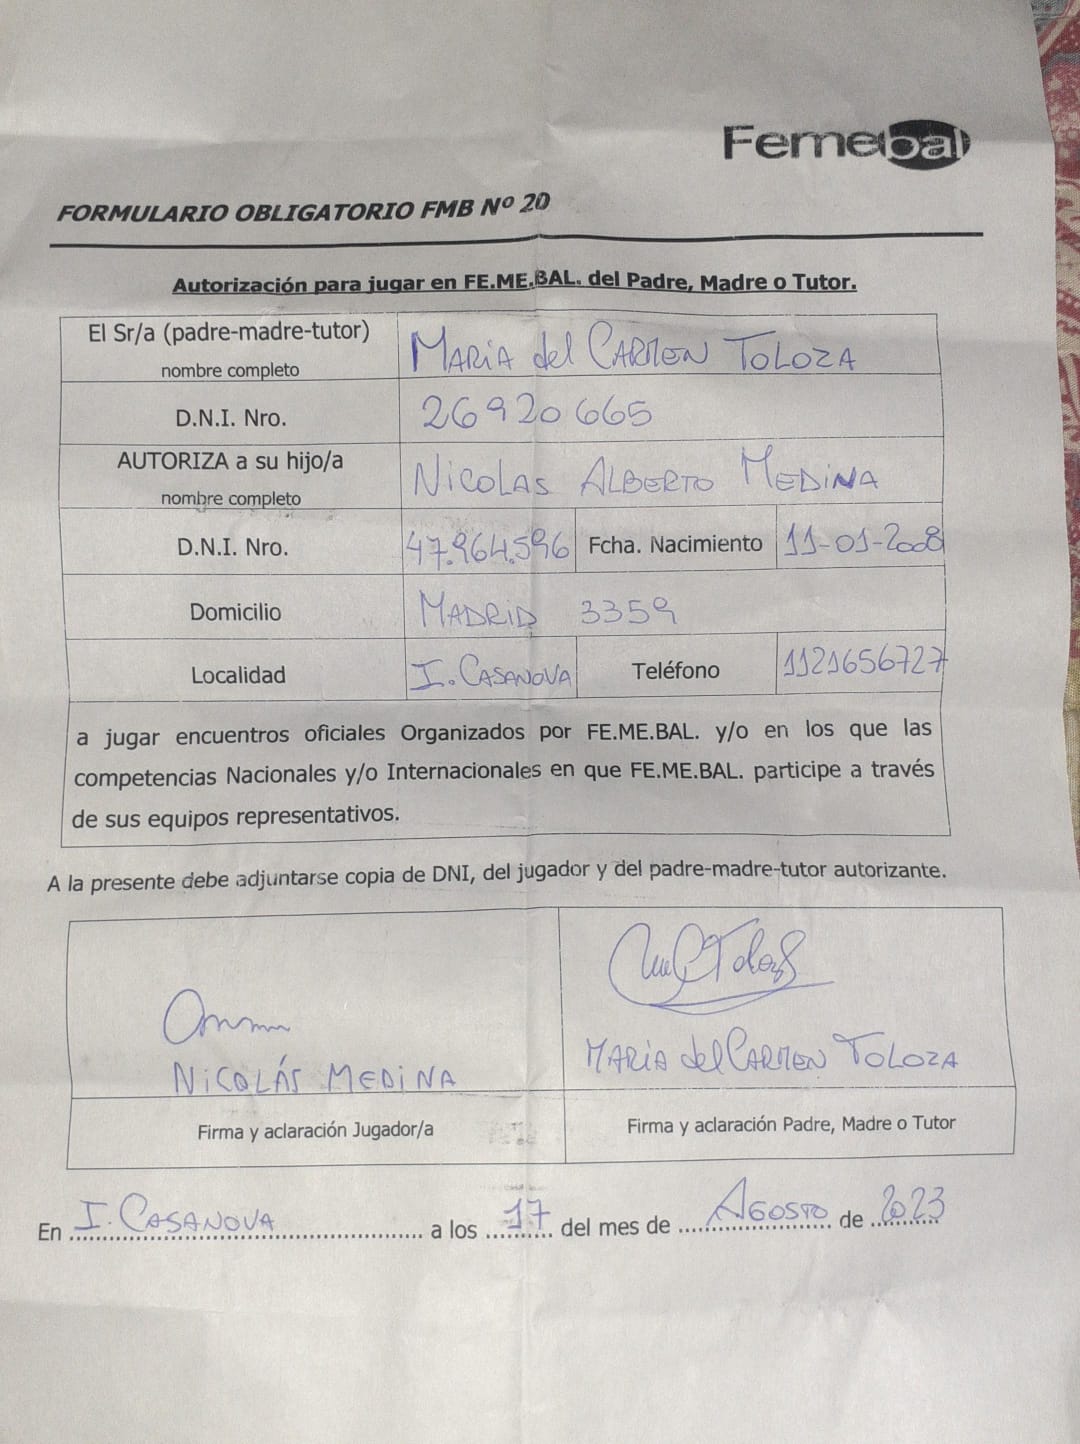 Femebal
FORMULARIO OBLIGATORIO FMB Nº 20
Autorización para jugar en FE.ME.BAL. del Padre, Madre o Tutor.
El Sr/a (padre-madre-tutor)
nombre completo
MARIA del CARMEN TOLOZA
D.N.I. Nro.
26920665
AUTORIZA a su hijo/a
nombre completo
NICOLAS ALBERTO MEDINA
D.N.I. Nro.
47.964.596
Fcha. Nacimiento
11-01-2008
Domicilio
MADRID 3359
Localidad
I. CASANOVA
Teléfono
1121656727
a jugar encuentros oficiales Organizados por FE.ME.BAL. y/o en los que las
competencias Nacionales y/o Internacionales en que FE.ME.BAL. participe a través
de sus equipos representativos.
A la presente debe adjuntarse copia de DNI, del jugador y del padre-madre-tutor autorizante.
NICOLÁS MEDINA
MARIA del CARMEN TOLOZA
Firma y aclaración Jugador/a
Firma y aclaración Padre, Madre o Tutor
En I. CASANOVA a los 17 del mes de AGOSTO de 2023